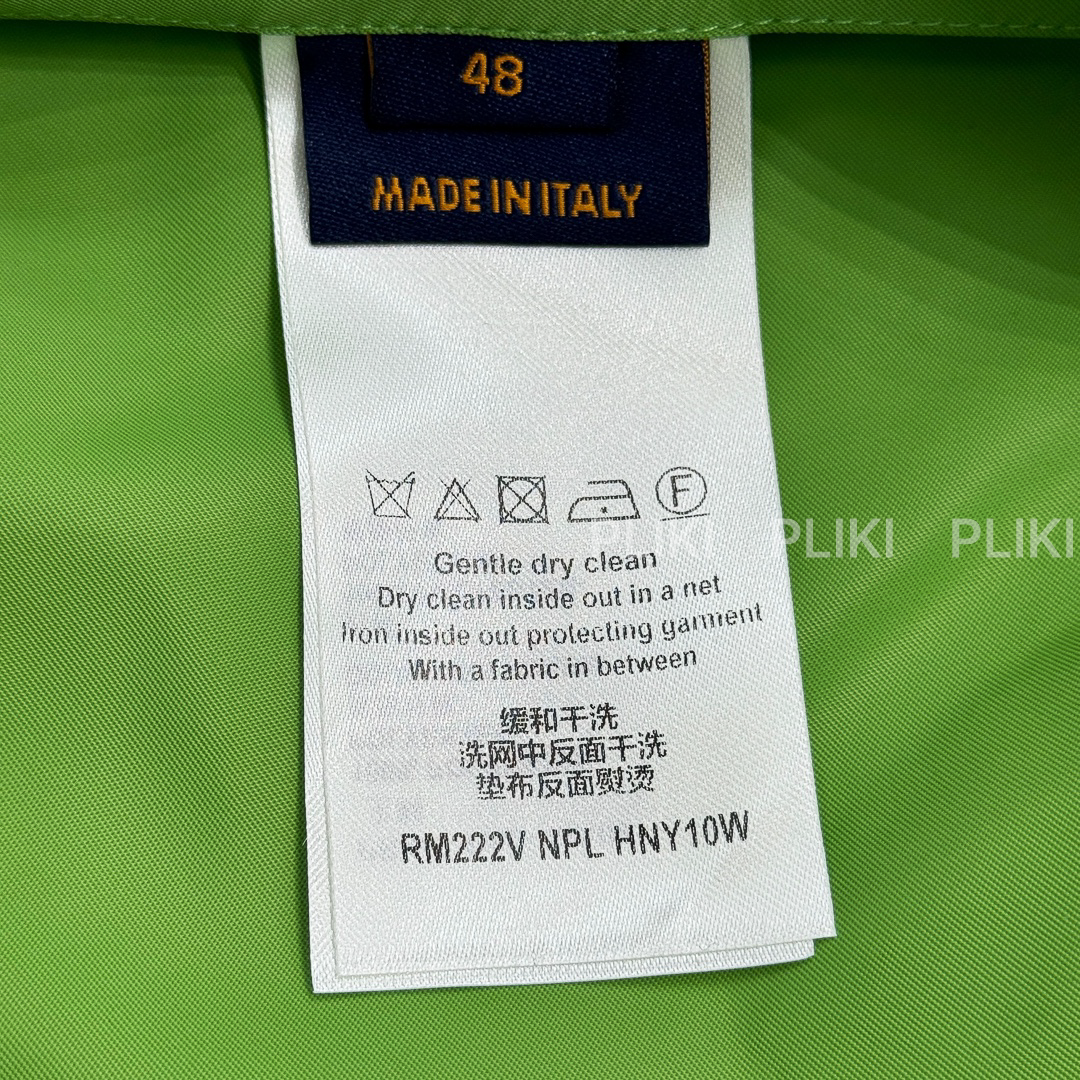 48
MADE IN ITALY
F
PLIKI PLIKI PLIKI
Gentle dry clean
Dry clean inside out in a net
Iron inside out protecting garment
With a fabric in between
缓和干洗
洗网中反面干洗
垫布反面熨烫
RM222V NPL HNY10W